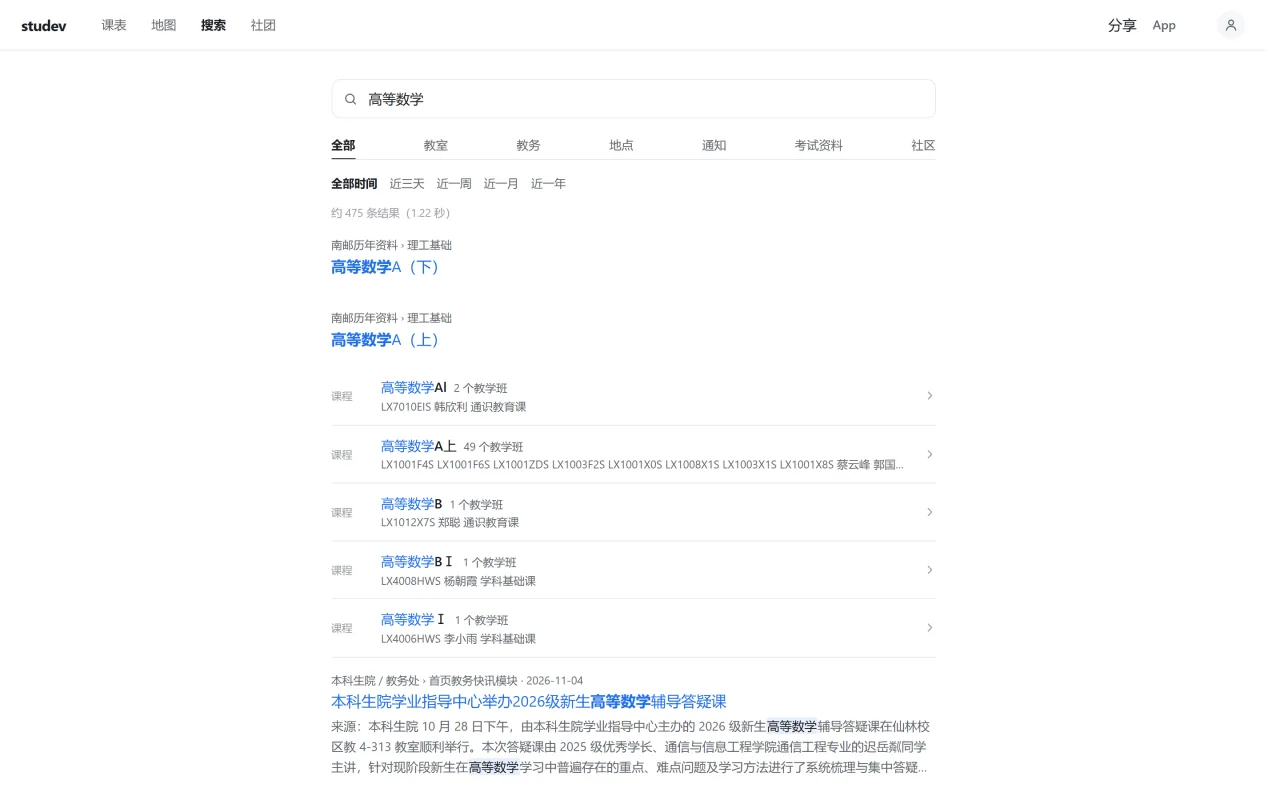 studev 课表 地图 搜索 社团 分享 App
高等数学
全部 教室 教务 地点 通知 考试资料 社区
全部时间 近三天 近一周 近一月 近一年
约 475 条结果（1.22 秒）
南邮历年资料 › 理工基础
高等数学A（下）
南邮历年资料 › 理工基础
高等数学A（上）
课程 高等数学AⅠ 2 个教学班
LX7010EIS 韩欣利 通识教育课
课程 高等数学A上 49 个教学班
LX1001F4S LX1001F6S LX1001ZDS LX1003F2S LX1001X0S LX1008X1S LX1003X1S LX1001X8S 蔡云峰 郭国...
课程 高等数学B 1 个教学班
LX1012X7S 郑聪 通识教育课
课程 高等数学BⅠ 1 个教学班
LX4008HWS 杨朝霞 学科基础课
课程 高等数学Ⅰ 1 个教学班
LX4006HWS 李小雨 学科基础课
本科生院 / 教务处 › 首页教务快讯模块 · 2026-11-04
本科生院学业指导中心举办2026级新生高等数学辅导答疑课
来源：本科生院 10 月 28 日下午，由本科生院学业指导中心主办的 2026 级新生高等数学辅导答疑课在仙林校
区教 4-313 教室顺利举行。本次答疑课由 2025 级优秀学长、通信与信息工程学院通信工程专业的迟岳粼同学
主讲，针对现阶段新生在高等数学学习中普遍存在的重点、难点问题及学习方法进行了系统梳理与集中答疑...